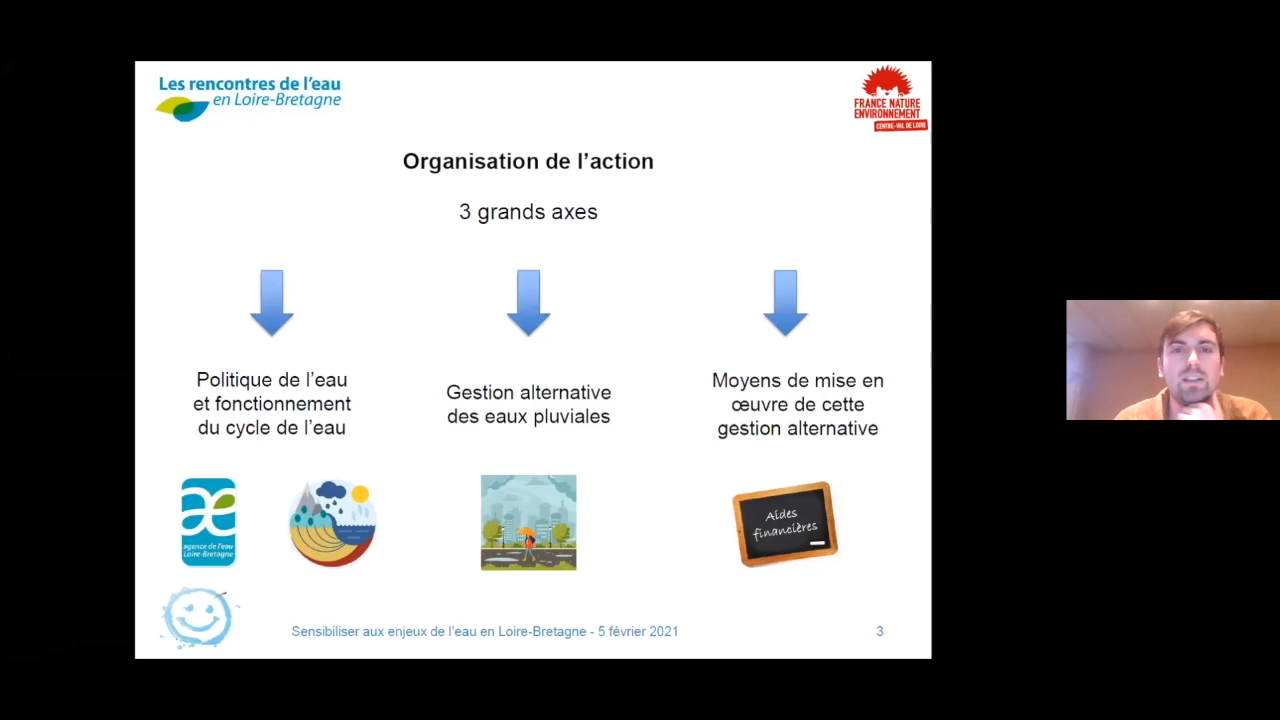 Les rencontres de l'eau
en Loire-Bretagne
FRANCE NATURE
ENVIRONNEMENT
CENTRE-VAL DE LOIRE
Organisation de l'action
3 grands axes
Politique de l'eau
et fonctionnement
du cycle de l'eau
Gestion alternative
des eaux pluviales
Moyens de mise en
œuvre de cette
gestion alternative
æ
agence de l'eau
Loire-Bretagne
Aides
financières
Sensibiliser aux enjeux de l'eau en Loire-Bretagne - 5 février 2021
3